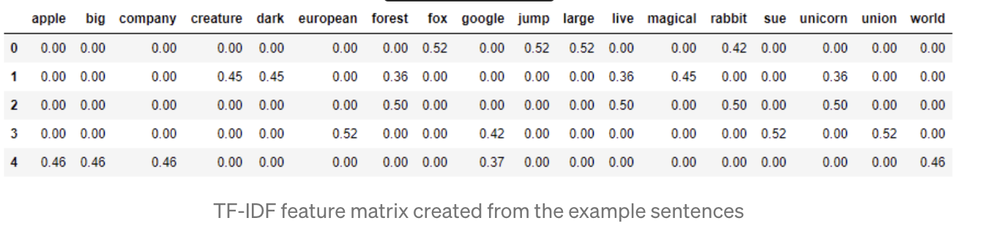 apple big company creature dark european forest fox google jump large live magical rabbit sue unicorn union world
0 0.00 0.00 0.00 0.00 0.00 0.00 0.00 0.52 0.00 0.52 0.52 0.00 0.00 0.42 0.00 0.00 0.00 0.00
1 0.00 0.00 0.00 0.45 0.45 0.00 0.36 0.00 0.00 0.00 0.00 0.36 0.45 0.00 0.00 0.36 0.00 0.00
2 0.00 0.00 0.00 0.00 0.00 0.00 0.50 0.00 0.00 0.00 0.00 0.50 0.00 0.50 0.00 0.50 0.00 0.00
3 0.00 0.00 0.00 0.00 0.00 0.52 0.00 0.00 0.42 0.00 0.00 0.00 0.00 0.00 0.52 0.00 0.52 0.00
4 0.46 0.46 0.46 0.00 0.00 0.00 0.00 0.00 0.37 0.00 0.00 0.00 0.00 0.00 0.00 0.00 0.00 0.46
TF-IDF feature matrix created from the example sentences